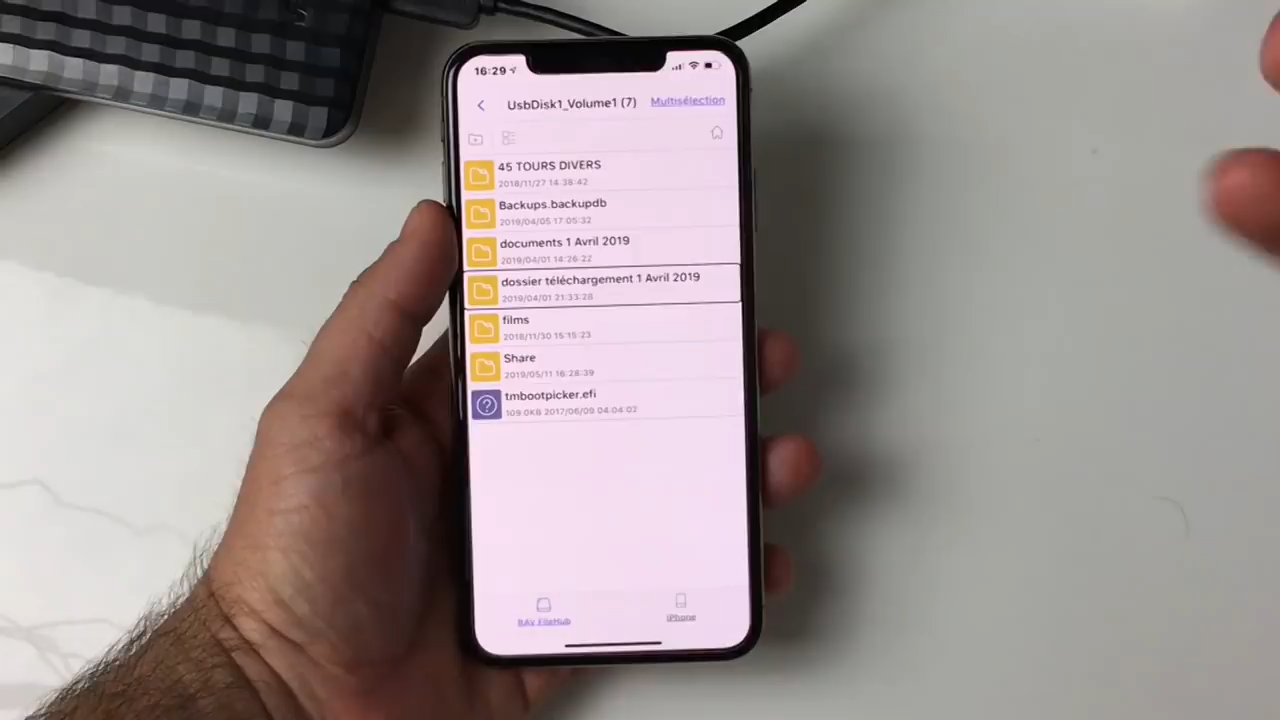 16:29
UsbDisk1_Volume1 (7)
Multisélection
45 TOURS DIVERS
2018/11/27 14:38:42
Backups.backupdb
2019/04/05 17:05:32
documents 1 Avril 2019
2019/04/01 14:26:22
dossier téléchargement 1 Avril 2019
2019/04/01 21:33:28
films
2018/11/30 15:15:23
Share
2019/05/11 16:28:39
tmbootpicker.efi
109.0KB 2017/06/09 04:04:02
RAV FileHub
iPhone